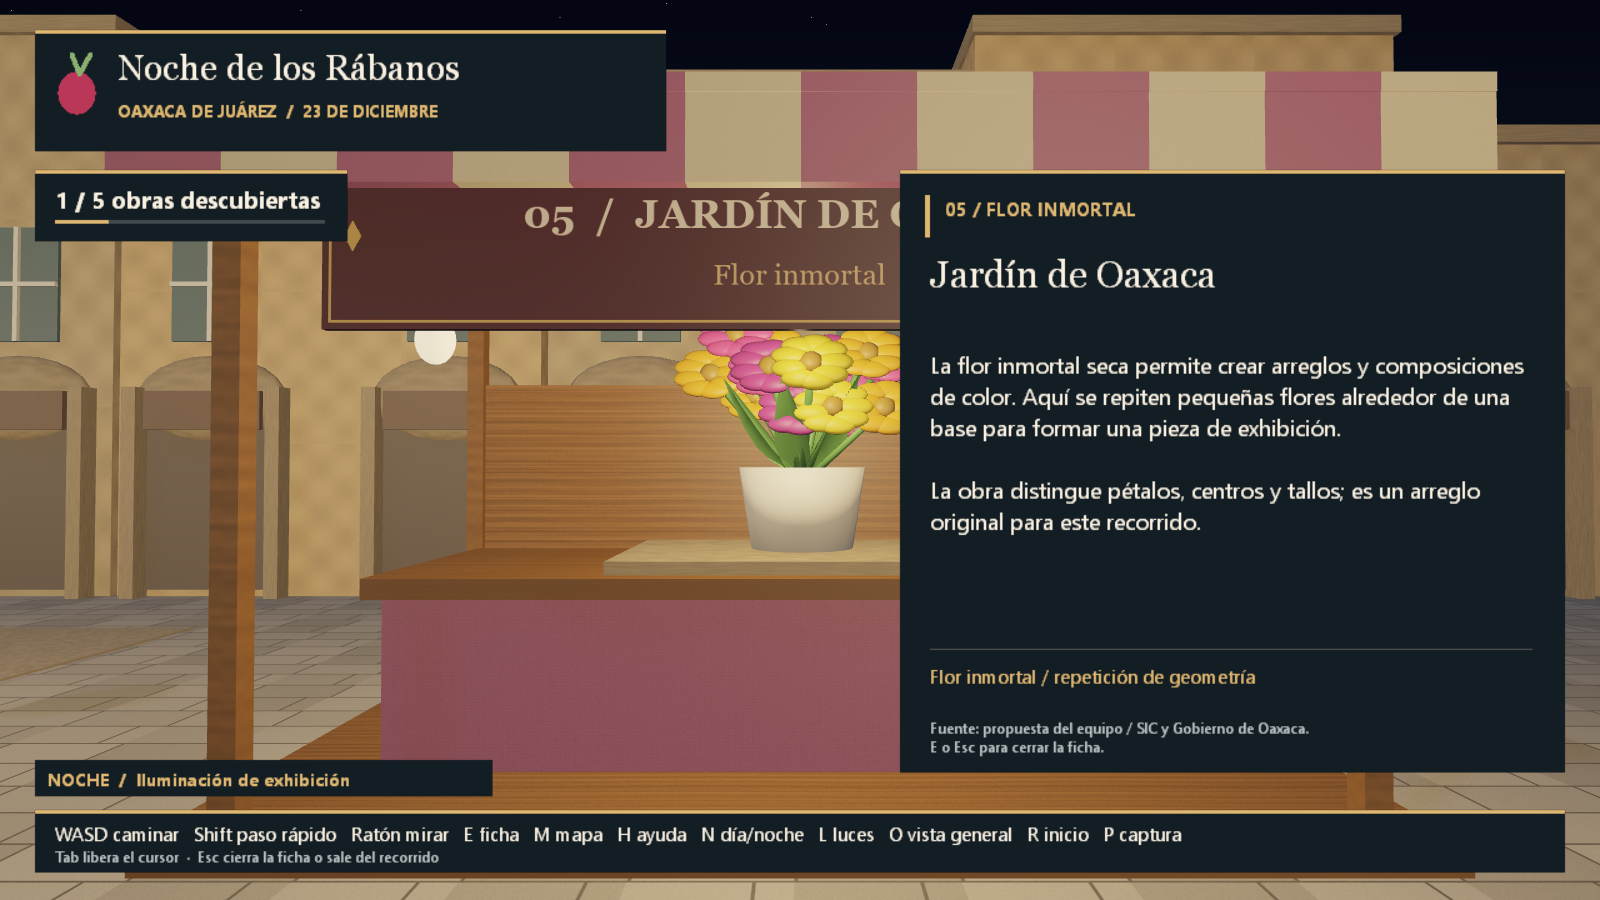 Noche de los Rábanos
OAXACA DE JUÁREZ / 23 DE DICIEMBRE
1 / 5 obras descubiertas
05 / JARDÍN DE
Flor inmortal
05 / FLOR INMORTAL
Jardín de Oaxaca
La flor inmortal seca permite crear arreglos y composiciones
de color. Aquí se repiten pequeñas flores alrededor de una
base para formar una pieza de exhibición.
La obra distingue pétalos, centros y tallos; es un arreglo
original para este recorrido.
Flor inmortal / repetición de geometría
Fuente: propuesta del equipo / SIC y Gobierno de Oaxaca.
E o Esc para cerrar la ficha.
NOCHE / Iluminación de exhibición
WASD caminar Shift paso rápido Ratón mirar E ficha M mapa H ayuda N día/noche L luces O vista general R inicio P captura
Tab libera el cursor · Esc cierra la ficha o sale del recorrido